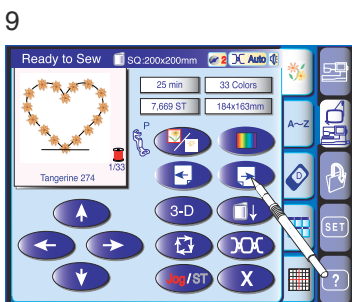 9
Ready to Sew SQ:200x200mm 2 Auto
25 min 33 Colors
7,669 ST 184x163mm
P
A~Z
1/33
Tangerine 274
D
3-D
SET
Jog/ST X
?